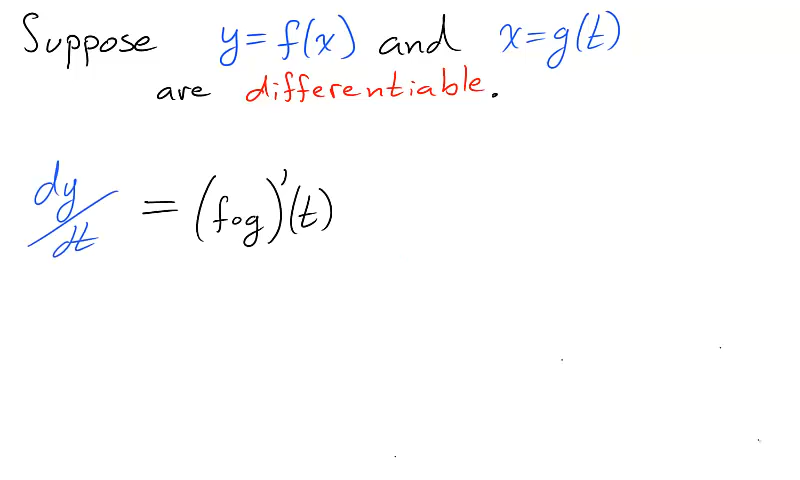 Suppose y = f(x) and x = g(t)
are differentiable.
dy/dt = (f∘g)'(t)